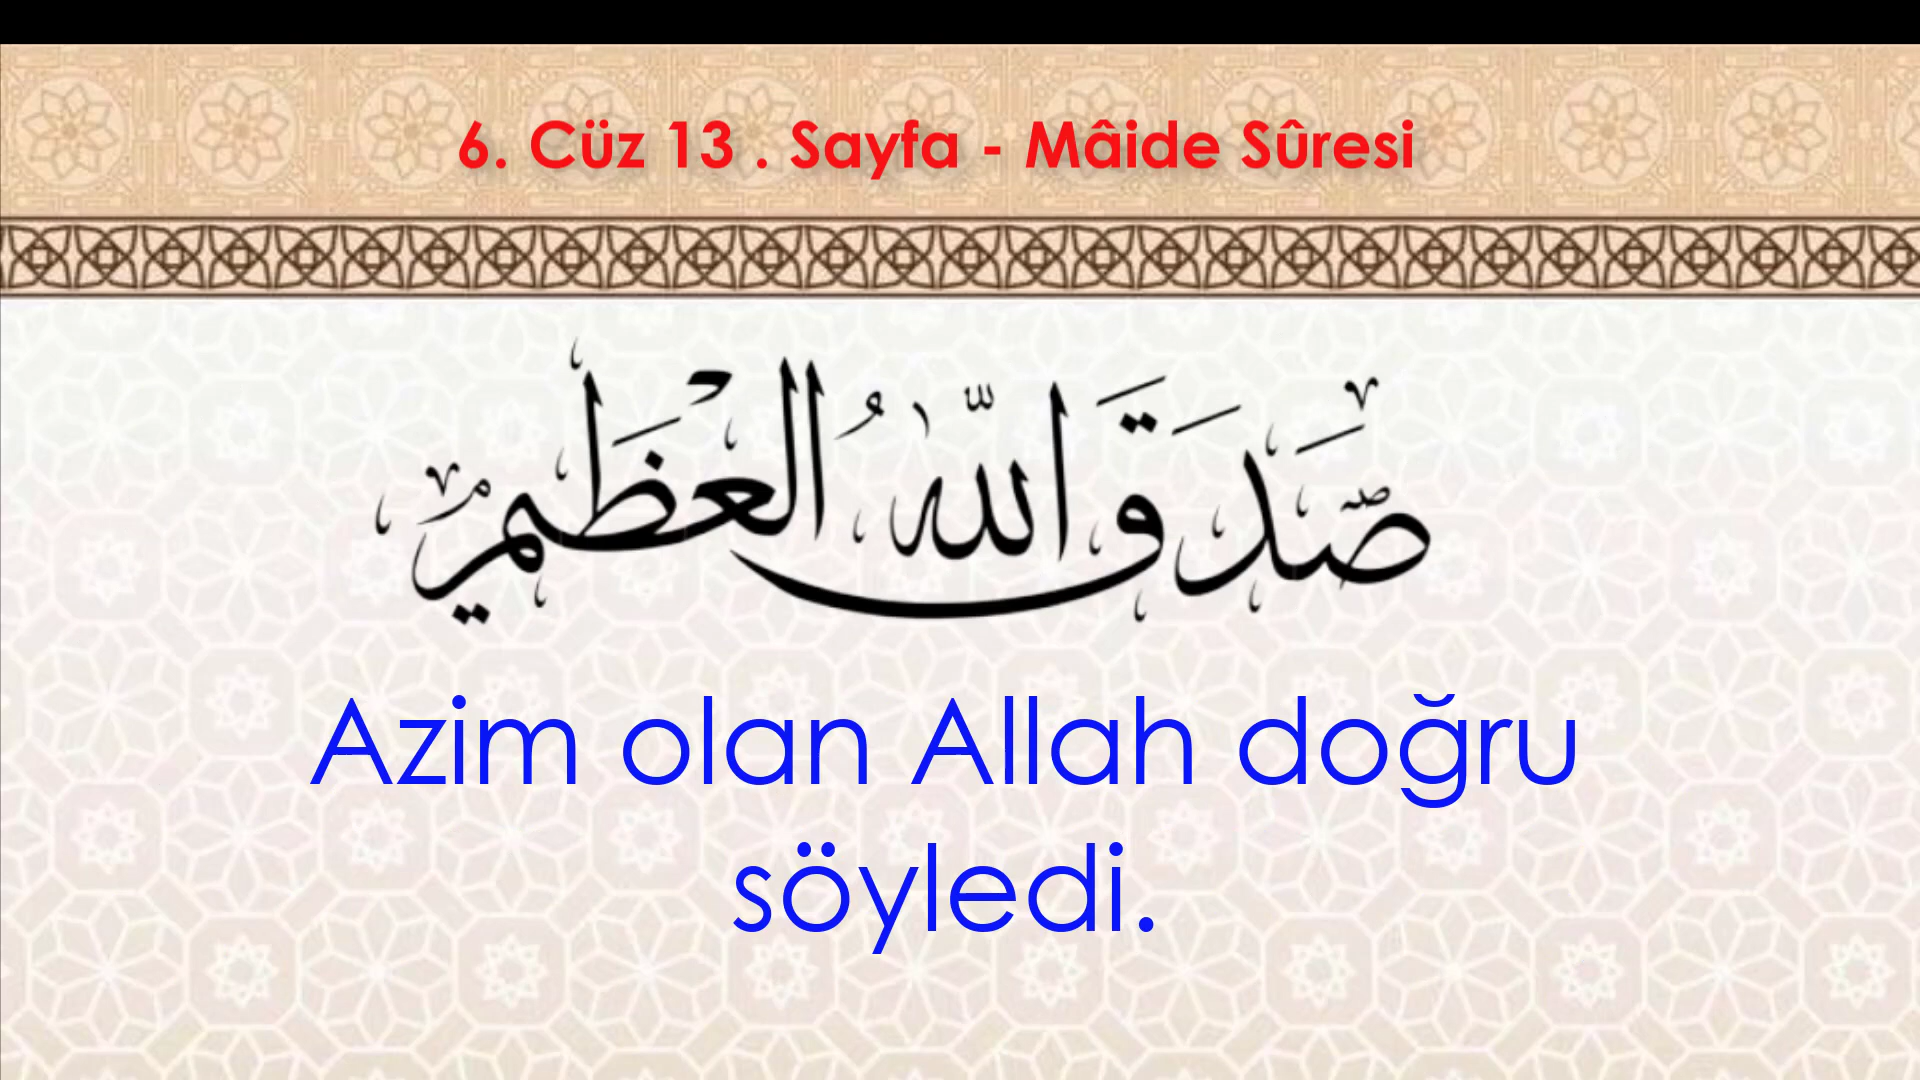 6. Cüz 13 . Sayfa - Mâide Sûresi
صَدَقَ اللّٰهُ الْعَظَيمْ
Azim olan Allah doğru
söyledi.